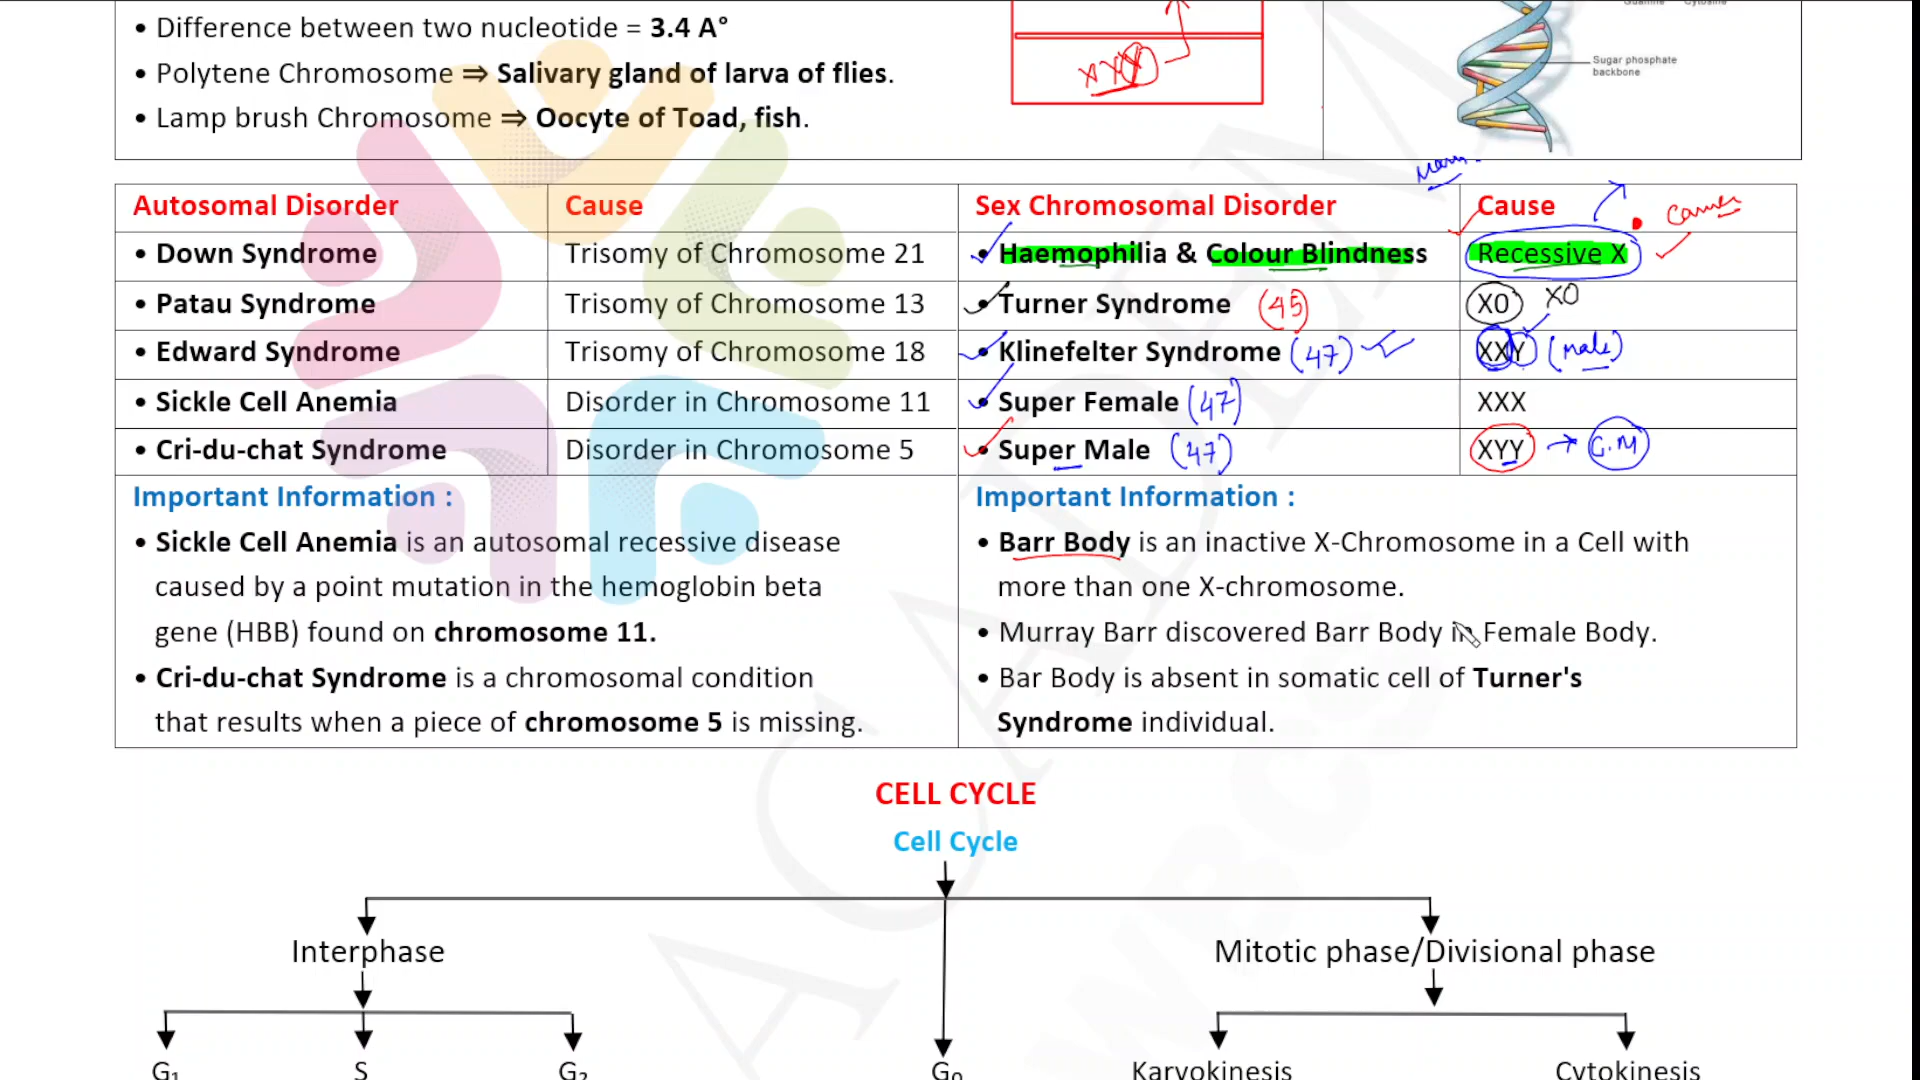 • Difference between two nucleotide = 3.4 A°
• Polytene Chromosome ⇒ Salivary gland of larva of flies.
• Lamp brush Chromosome ⇒ Oocyte of Toad, fish.
XXY
Sugar phosphate
backbone
Autosomal Disorder Cause Sex Chromosomal Disorder Cause
• Down Syndrome Trisomy of Chromosome 21 • Haemophilia & Colour Blindness Recessive X
• Patau Syndrome Trisomy of Chromosome 13 • Turner Syndrome (45) XO XO
• Edward Syndrome Trisomy of Chromosome 18 • Klinefelter Syndrome (47) XXY (male)
• Sickle Cell Anemia Disorder in Chromosome 11 • Super Female (47) XXX
• Cri-du-chat Syndrome Disorder in Chromosome 5 • Super Male (47) XYY → C.M
Important Information :
• Sickle Cell Anemia is an autosomal recessive disease
caused by a point mutation in the hemoglobin beta
gene (HBB) found on chromosome 11.
• Cri-du-chat Syndrome is a chromosomal condition
that results when a piece of chromosome 5 is missing.
Important Information :
• Barr Body is an inactive X-Chromosome in a Cell with
more than one X-chromosome.
• Murray Barr discovered Barr Body in Female Body.
• Bar Body is absent in somatic cell of Turner's
Syndrome individual.
CELL CYCLE
Cell Cycle
Interphase Mitotic phase/Divisional phase
G₁ S G₂ G₀ Karyokinesis Cytokinesis
ACADEM
WBCS